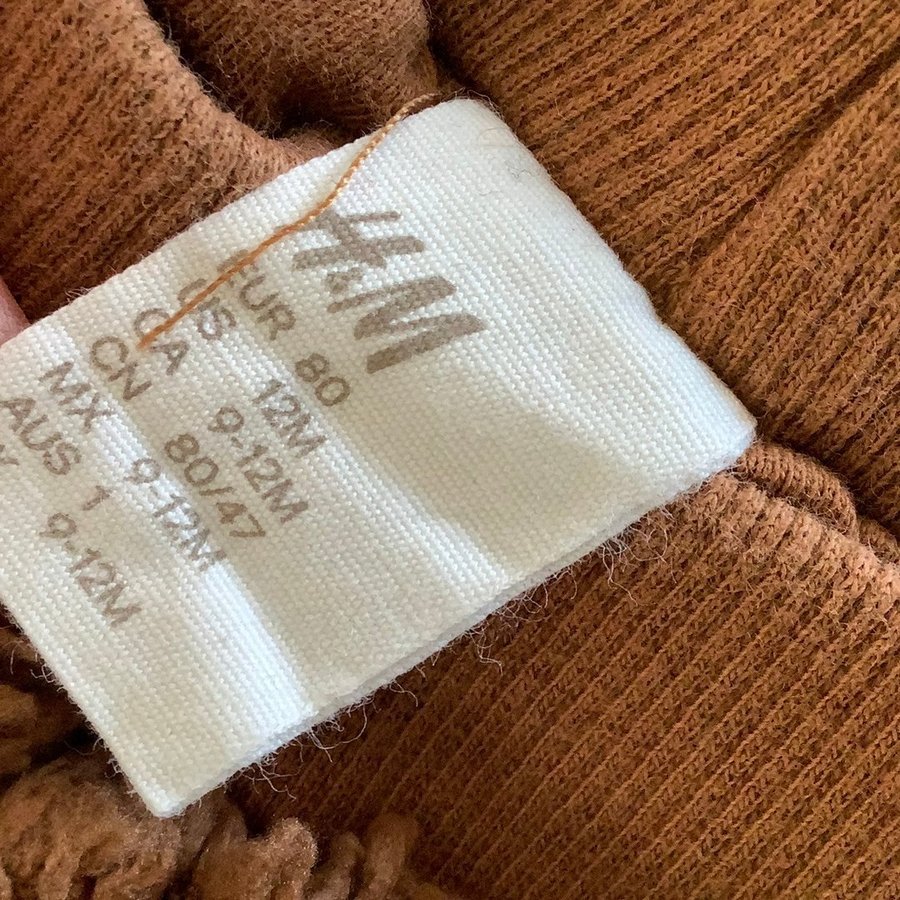 H&M
EUR 80
US 12M
CA 9-12M
CN 80/47
MX 9-12M
AUS 1
9-12M